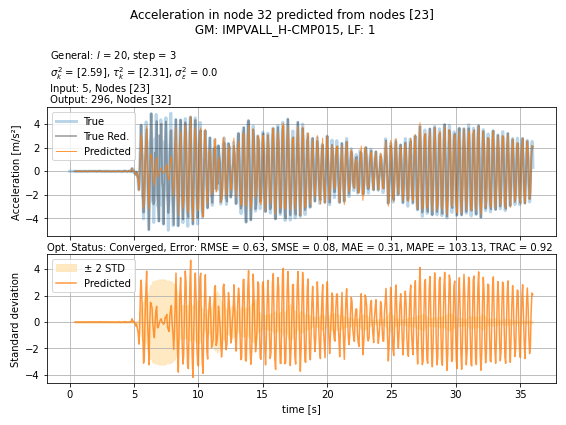 Acceleration in node 32 predicted from nodes [23]
GM: IMPVALL_H-CMP015, LF: 1
General: l = 20, step = 3
σ²ₖ = [2.59], τ²ₖ = [2.31], σ²ε = 0.0
Input: 5, Nodes [23]
Output: 296, Nodes [32]
True
True Red.
Predicted
Acceleration [m/s²]
4
2
0
−2
−4
Opt. Status: Converged, Error: RMSE = 0.63, SMSE = 0.08, MAE = 0.31, MAPE = 103.13, TRAC = 0.92
± 2 STD
Predicted
Standard deviation
4
2
0
−2
−4
0 5 10 15 20 25 30 35
time [s]